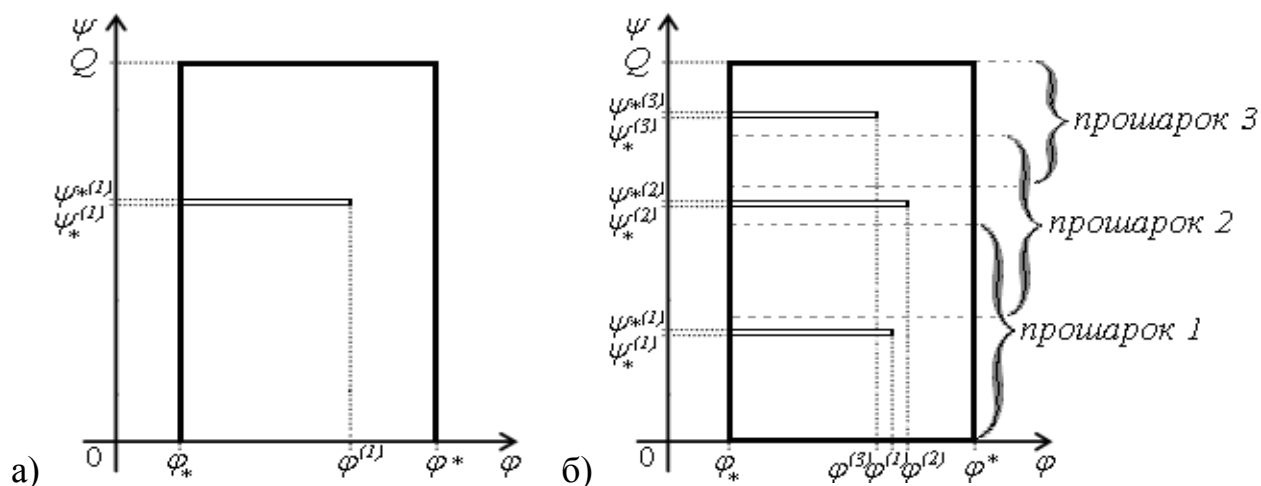 ψ ψ
Q Q
ψ*⁽³⁾
ψ₎*⁽³⁾ прошарок 3
ψ*⁽¹⁾ ψ*⁽²⁾
ψ₎*⁽¹⁾ ψ₎*⁽²⁾ прошарок 2
ψ*⁽¹⁾
ψ₎*⁽¹⁾ прошарок 1
а) 0 φ* φ⁽¹⁾ φ* φ б) 0 φ* φ⁽³⁾ φ⁽¹⁾ φ⁽²⁾ φ* φ